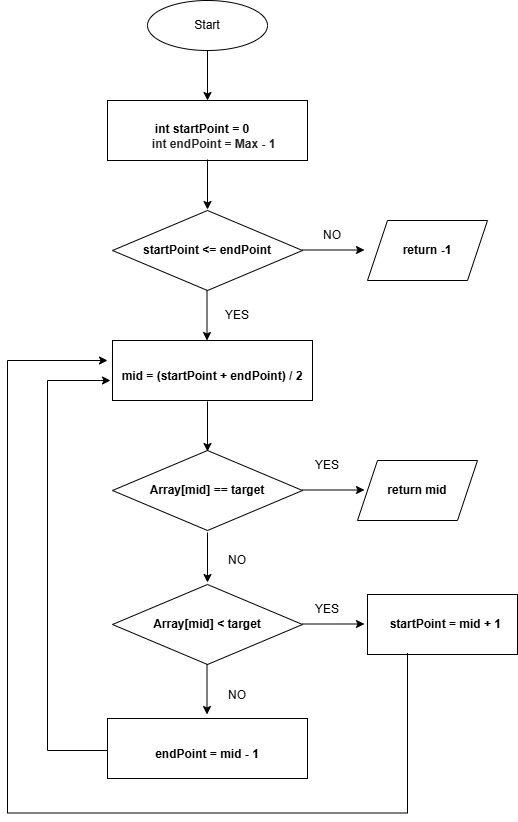 Start
int startPoint = 0
int endPoint = Max - 1
startPoint <= endPoint
NO
return -1
YES
mid = (startPoint + endPoint) / 2
Array[mid] == target
YES
return mid
NO
Array[mid] < target
YES
startPoint = mid + 1
NO
endPoint = mid - 1